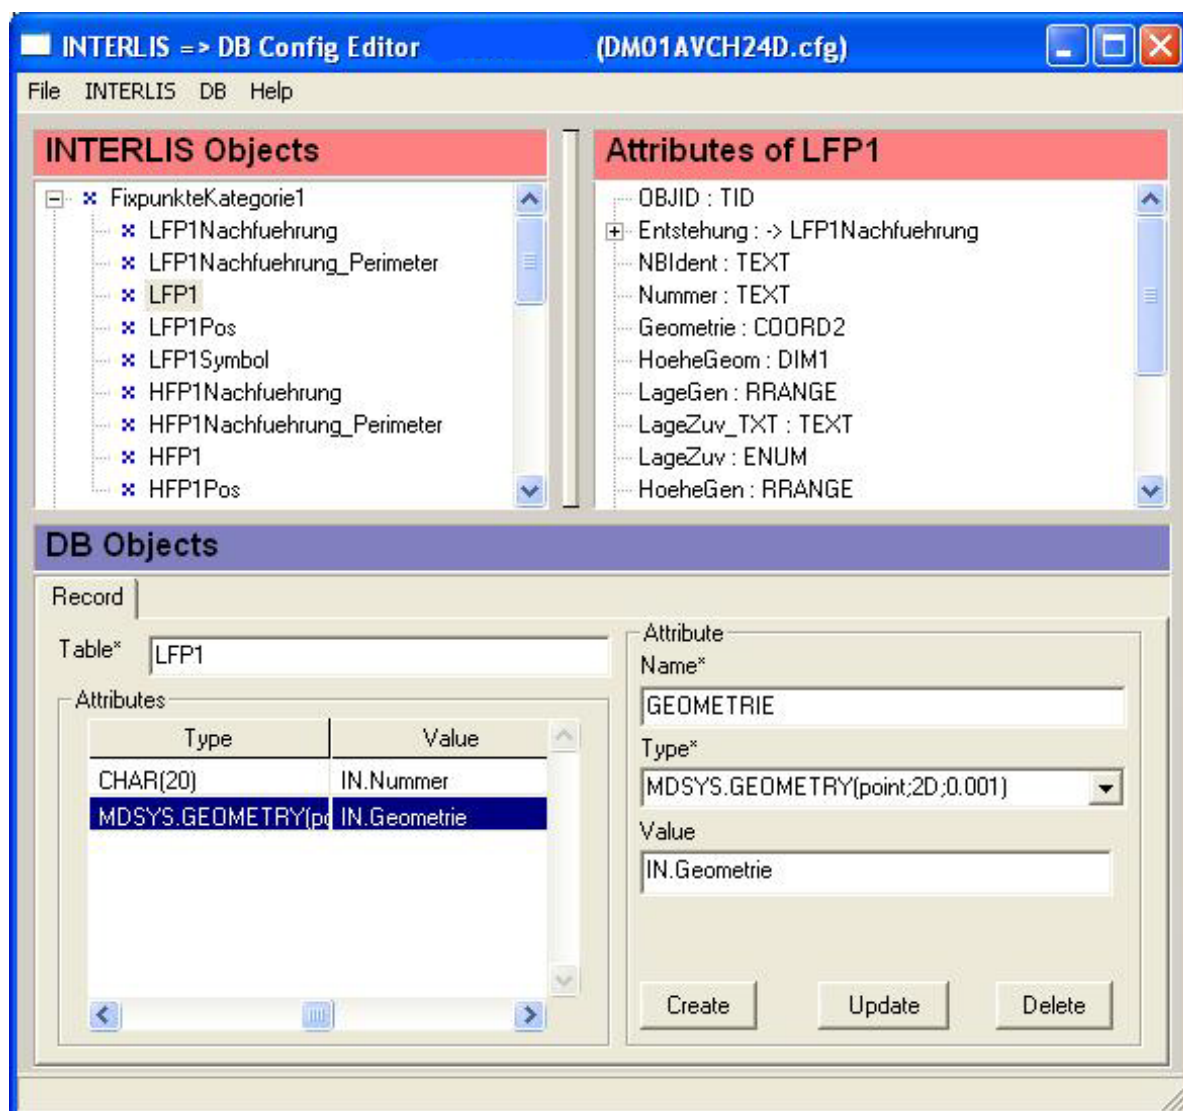 INTERLIS => DB Config Editor (DM01AVCH24D.cfg)
File INTERLIS DB Help
INTERLIS Objects
FixpunkteKategorie1
LFP1Nachfuehrung
LFP1Nachfuehrung_Perimeter
LFP1
LFP1Pos
LFP1Symbol
HFP1Nachfuehrung
HFP1Nachfuehrung_Perimeter
HFP1
HFP1Pos
Attributes of LFP1
OBJID : TID
Entstehung : -> LFP1Nachfuehrung
NBIdent : TEXT
Nummer : TEXT
Geometrie : COORD2
HoeheGeom : DIM1
LageGen : RRANGE
LageZuv_TXT : TEXT
LageZuv : ENUM
HoeheGen : RRANGE
DB Objects
Record
Table* LFP1
Attributes
Type Value
CHAR(20) IN.Nummer
MDSYS.GEOMETRY(po IN.Geometrie
Attribute
Name*
GEOMETRIE
Type*
MDSYS.GEOMETRY(point;2D;0.001)
Value
IN.Geometrie
Create Update Delete